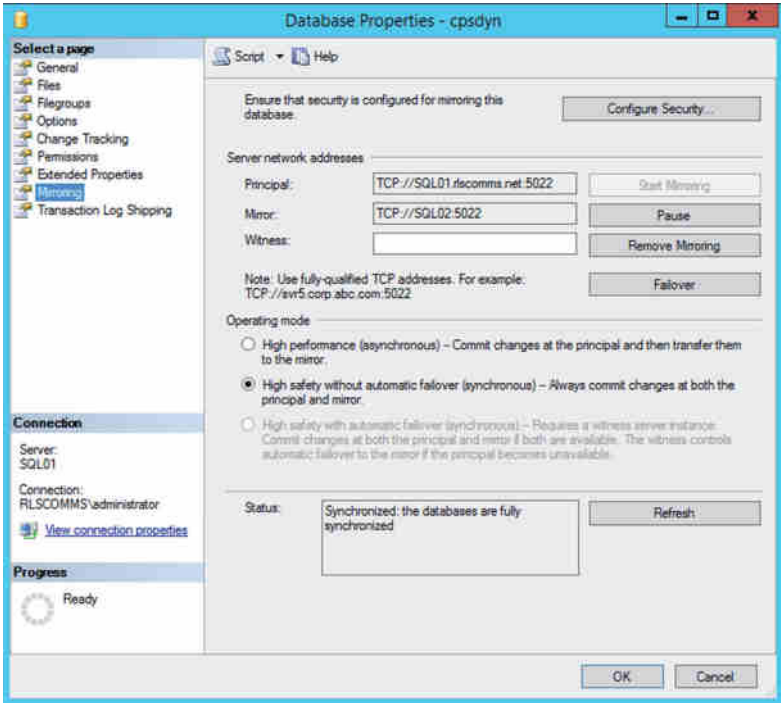 Database Properties - cpsdyn
Select a page
General
Files
Filegroups
Options
Change Tracking
Permissions
Extended Properties
Mirroring
Transaction Log Shipping
Script
Help
Ensure that security is configured for mirroring this
database.
Configure Security...
Server network addresses
Principal:
TCP://SQL01.rlscomms.net:5022
Start Mirroring
Mirror:
TCP://SQL02:5022
Pause
Witness:
Remove Mirroring
Note: Use fully-qualified TCP addresses. For example:
TCP://svr5.corp.abc.com:5022
Failover
Operating mode
High performance (asynchronous) – Commit changes at the principal and then transfer them
to the mirror.
High safety without automatic failover (synchronous) – Always commit changes at both the
principal and mirror.
High safety with automatic failover (synchronous) – Requires a witness server instance.
Commit changes at both the principal and mirror if both are available. The witness controls
automatic failover to the mirror if the principal becomes unavailable.
Status:
Synchronized: the databases are fully
synchronized
Refresh
Connection
Server:
SQL01
Connection:
RLSCOMMS\administrator
View connection properties
Progress
Ready
OK
Cancel